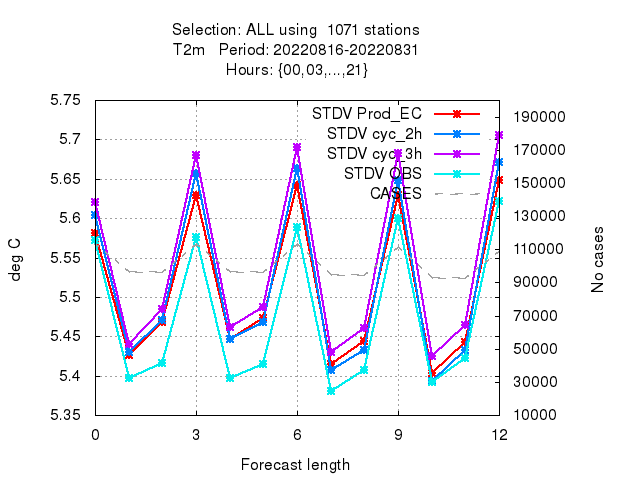 Selection: ALL using 1071 stations
T2m Period: 20220816-20220831
Hours: {00,03,...,21}
STDV Prod_EC
STDV cyc_2h
STDV cyc_3h
STDV OBS
CASES
5.75
5.7
5.65
5.6
5.55
5.5
5.45
5.4
5.35
190000
170000
150000
130000
110000
90000
70000
50000
30000
10000
deg C
No cases
0 3 6 9 12
Forecast length